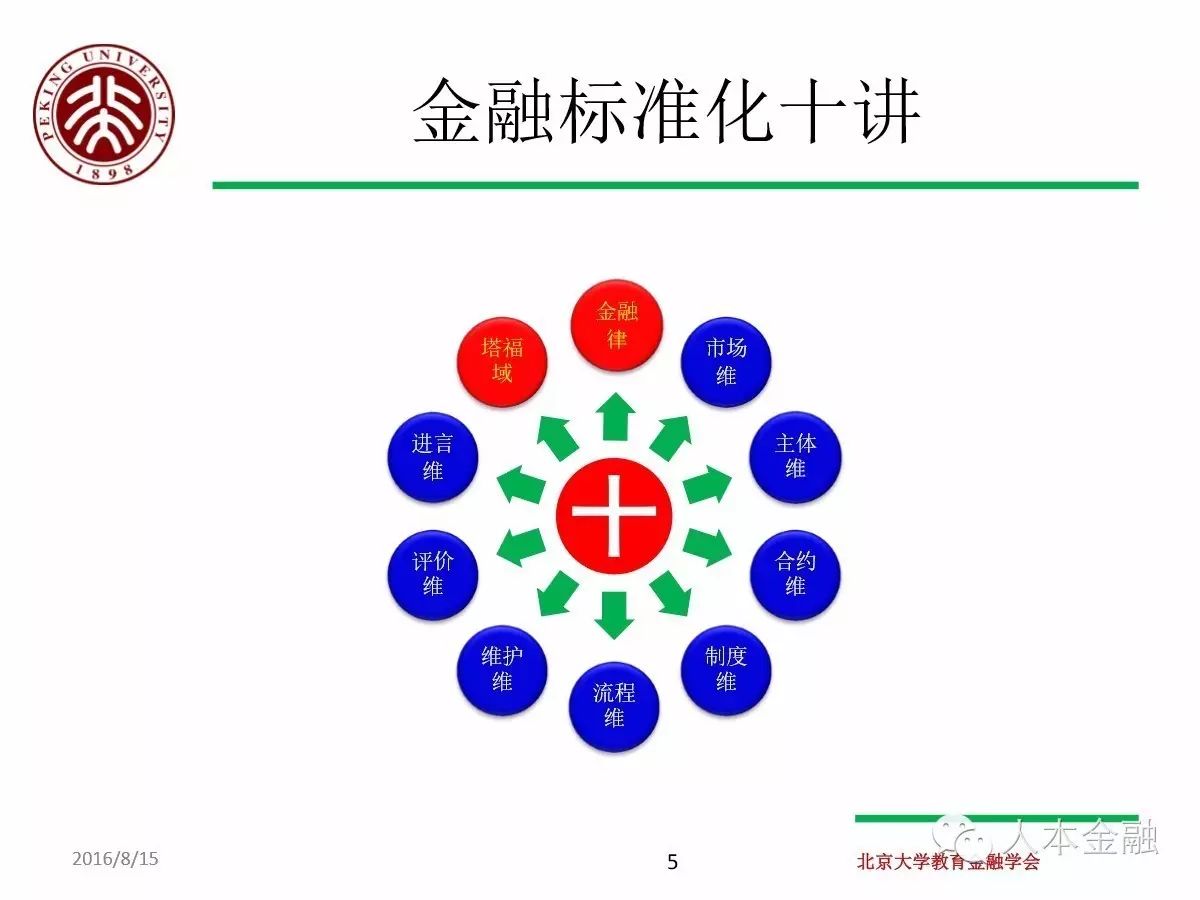 PEKING UNIVERSITY
1898
金融标准化十讲
金融
律
市场
维
主体
维
合约
维
制度
维
流程
维
维护
维
评价
维
进言
维
塔福
域
十
2016/8/15
5
北京大学教育金融学会
人本金融